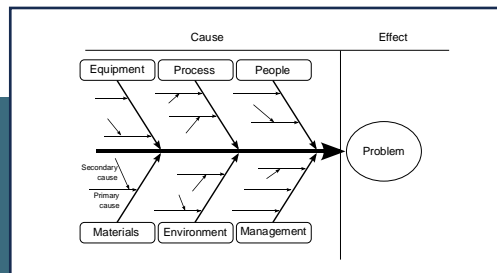 Cause
Effect
Equipment
Process
People
Problem
Secondary
cause
Primary
cause
Materials
Environment
Management